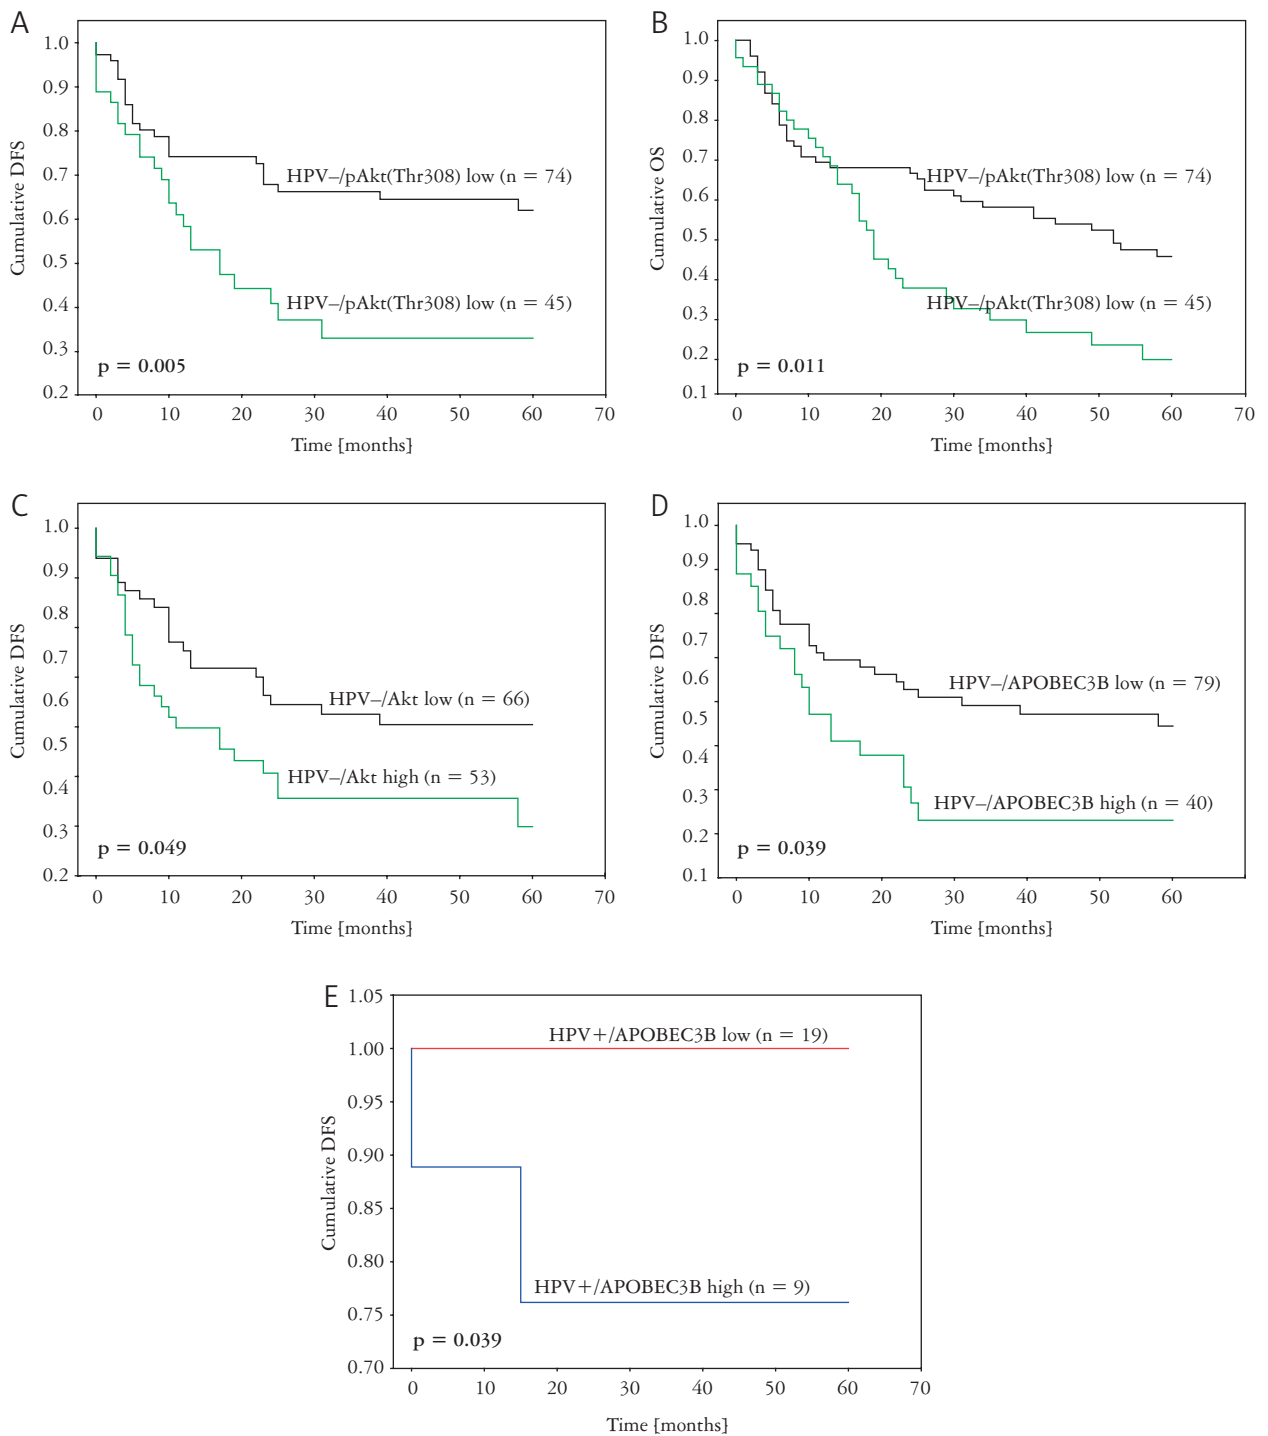 A
1.0
0.9
0.8
0.7
0.6
0.5
0.4
0.3
0.2
Cumulative DFS
HPV–/pAkt(Thr308) low (n = 74)
HPV–/pAkt(Thr308) low (n = 45)
p = 0.005
0 10 20 30 40 50 60 70
Time [months]
B
1.0
0.9
0.8
0.7
0.6
0.5
0.4
0.3
0.2
0.1
Cumulative OS
HPV–/pAkt(Thr308) low (n = 74)
HPV–/pAkt(Thr308) low (n = 45)
p = 0.011
0 10 20 30 40 50 60 70
Time [months]
C
1.0
0.9
0.8
0.7
0.6
0.5
0.4
0.3
0.2
Cumulative DFS
HPV–/Akt low (n = 66)
HPV–/Akt high (n = 53)
p = 0.049
0 10 20 30 40 50 60 70
Time [months]
D
1.0
0.9
0.8
0.7
0.6
0.5
0.4
0.3
0.2
0.1
Cumulative DFS
HPV–/APOBEC3B low (n = 79)
HPV–/APOBEC3B high (n = 40)
p = 0.039
0 10 20 30 40 50 60 70
Time [months]
E
1.05
1.00
0.95
0.90
0.85
0.80
0.75
0.70
Cumulative DFS
HPV+/APOBEC3B low (n = 19)
HPV+/APOBEC3B high (n = 9)
p = 0.039
0 10 20 30 40 50 60 70
Time [months]